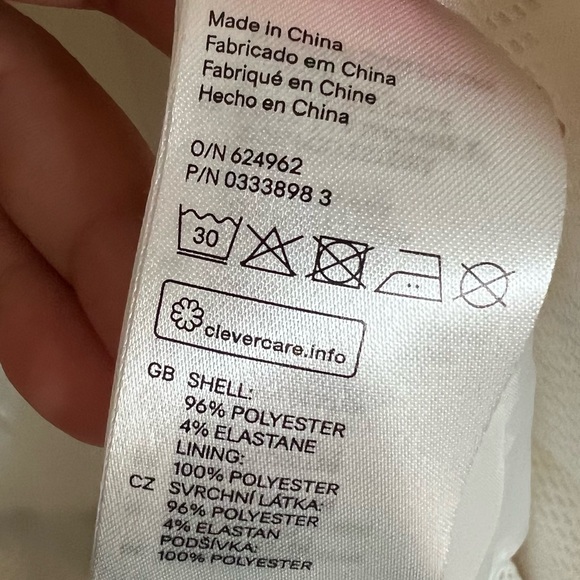 Made in China
Fabricado em China
Fabriqué en Chine
Hecho en China
O/N 624962
P/N 0333898 3
30
clevercare.info
GB SHELL:
96% POLYESTER
4% ELASTANE
LINING:
100% POLYESTER
CZ SVRCHNÍ LÁTKA:
96% POLYESTER
4% ELASTAN
PODŠÍVKA:
100% POLYESTER